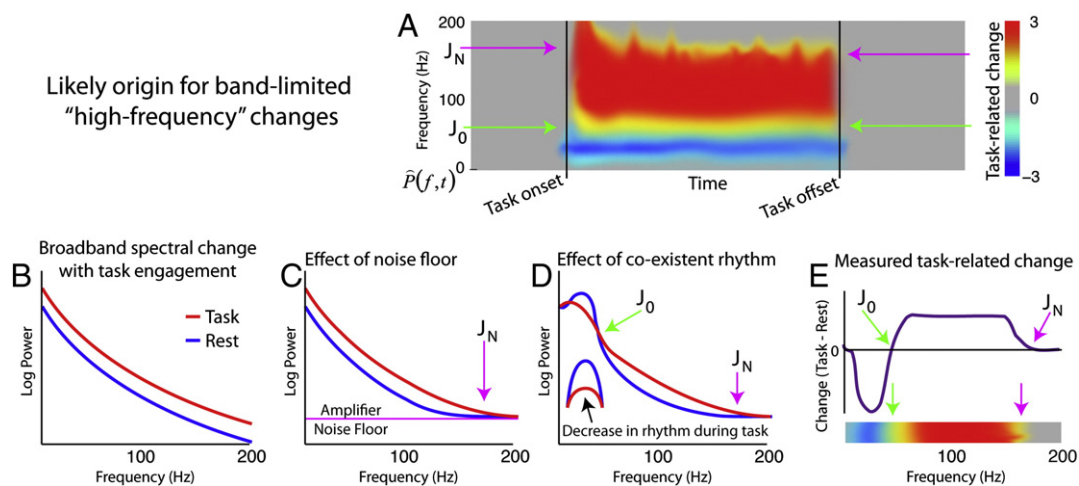 Likely origin for band-limited
"high-frequency" changes
A
200
100
0
Frequency (Hz)
J_N
J_0
P̂(f,t)
Task onset
Time
Task offset
Task-related change
3
0
−3
B
Broadband spectral change
with task engagement
Log Power
Task
Rest
100
200
Frequency (Hz)
C
Effect of noise floor
Log Power
J_N
Amplifier
Noise Floor
100
200
Frequency (Hz)
D
Effect of co-existent rhythm
Log Power
J_0
J_N
Decrease in rhythm during task
100
200
Frequency (Hz)
E
Measured task-related change
Change (Task - Rest)
0
J_0
J_N
100
200
Frequency (Hz)